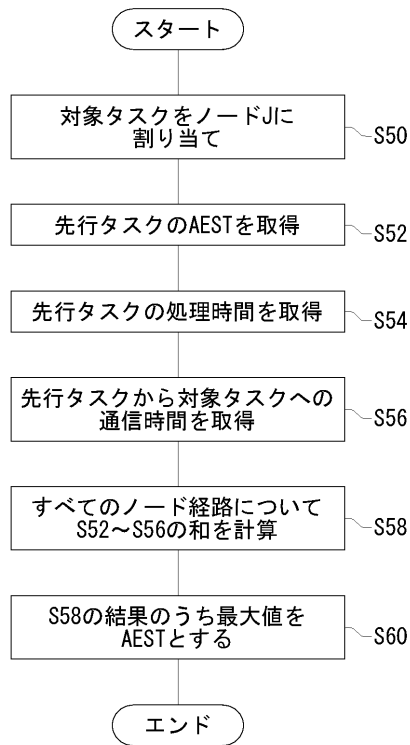 スタート
対象タスクをノードJに
割り当て
S50
先行タスクのAESTを取得
S52
先行タスクの処理時間を取得
S54
先行タスクから対象タスクへの
通信時間を取得
S56
すべてのノード経路について
S52～S56の和を計算
S58
S58の結果のうち最大値を
AESTとする
S60
エンド